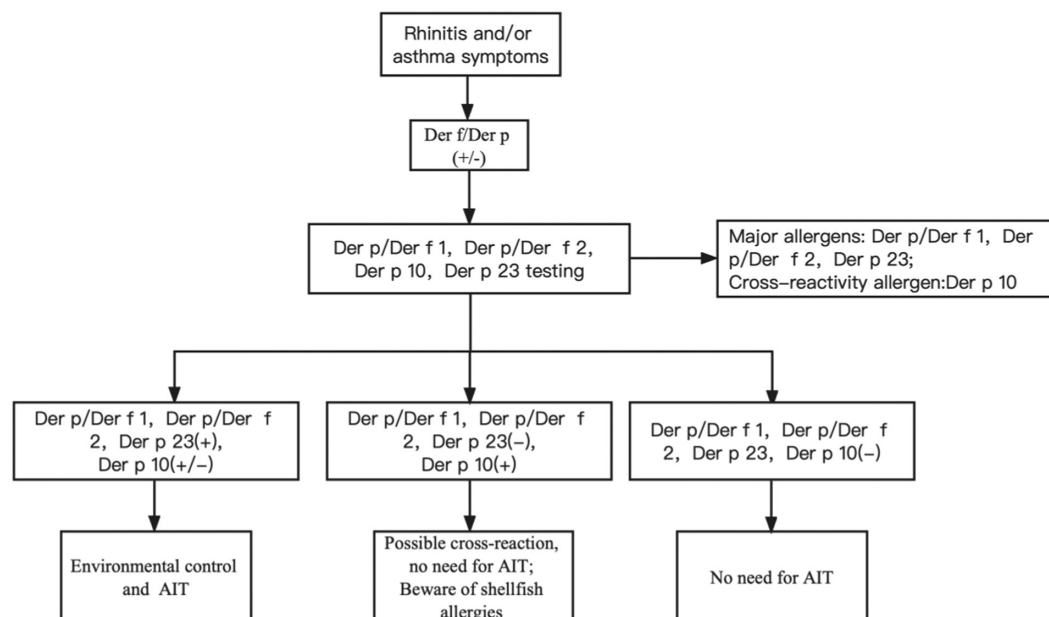 Rhinitis and/or
asthma symptoms
Der f/Der p
(+/-)
Der p/Der f 1, Der p/Der f 2,
Der p 10, Der p 23 testing
Major allergens: Der p/Der f 1, Der
p/Der f 2, Der p 23;
Cross-reactivity allergen:Der p 10
Der p/Der f 1, Der p/Der f
2, Der p 23(+),
Der p 10(+/-)
Der p/Der f 1, Der p/Der f
2, Der p 23(-),
Der p 10(+)
Der p/Der f 1, Der p/Der f
2, Der p 23, Der p 10(-)
Environmental control
and AIT
Possible cross-reaction,
no need for AIT;
Beware of shellfish
allergies
No need for AIT